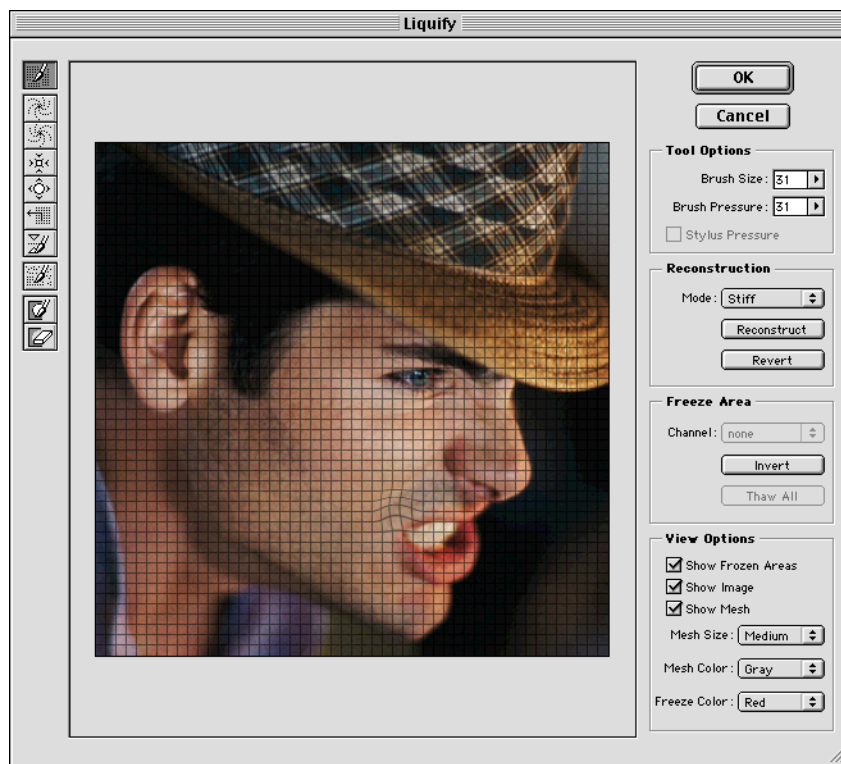 Liquify
OK
Cancel
Tool Options
Brush Size: 31
Brush Pressure: 31
Stylus Pressure
Reconstruction
Mode: Stiff
Reconstruct
Revert
Freeze Area
Channel: none
Invert
Thaw All
View Options
Show Frozen Areas
Show Image
Show Mesh
Mesh Size: Medium
Mesh Color: Gray
Freeze Color: Red